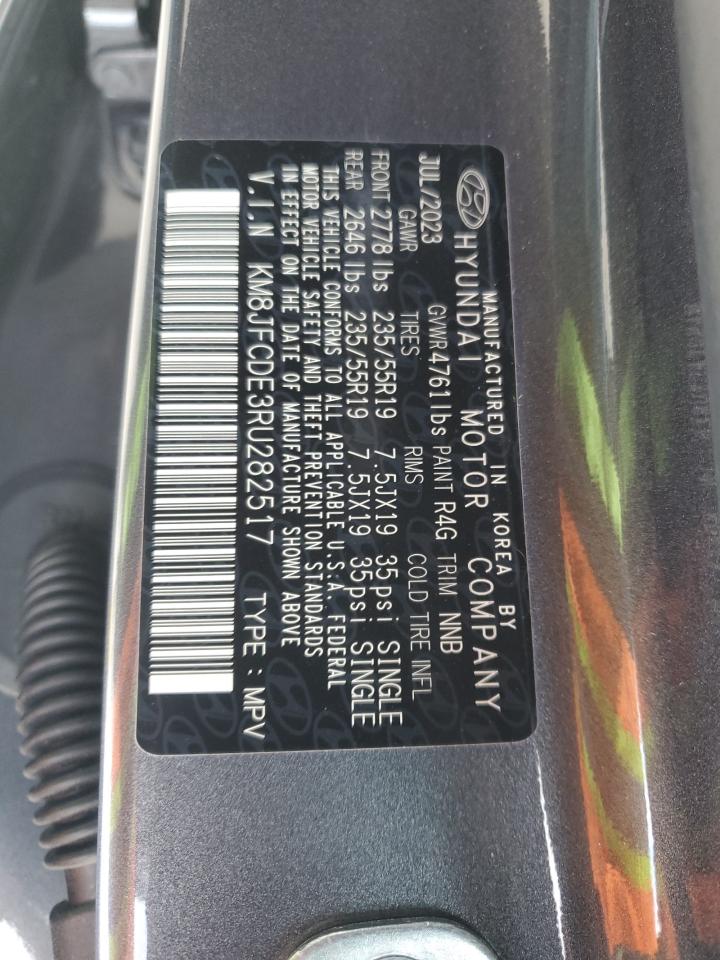 MANUFACTURED IN KOREA BY
HYUNDAI MOTOR COMPANY
JUL/2023 GVWR4761lbs PAINT R4G TRIM NNB
GAWR TIRES RIMS COLD TIRE INFL
FRONT 2778 lbs 235/55R19 7.5JX19 35psi SINGLE
REAR 2646 lbs 235/55R19 7.5JX19 35psi SINGLE
THIS VEHICLE CONFORMS TO ALL APPLICABLE U.S.A. FEDERAL
MOTOR VEHICLE SAFETY AND THEFT PREVENTION STANDARDS
IN EFFECT ON THE DATE OF MANUFACTURE SHOWN ABOVE
V.I.N KM8JFCDE3RU282517 TYPE : MPV